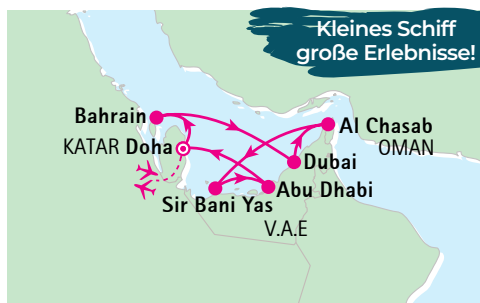 Kleines Schiff
große Erlebnisse!
Bahrain
KATAR Doha
Al Chasab
OMAN
Dubai
Abu Dhabi
Sir Bani Yas
V.A.E